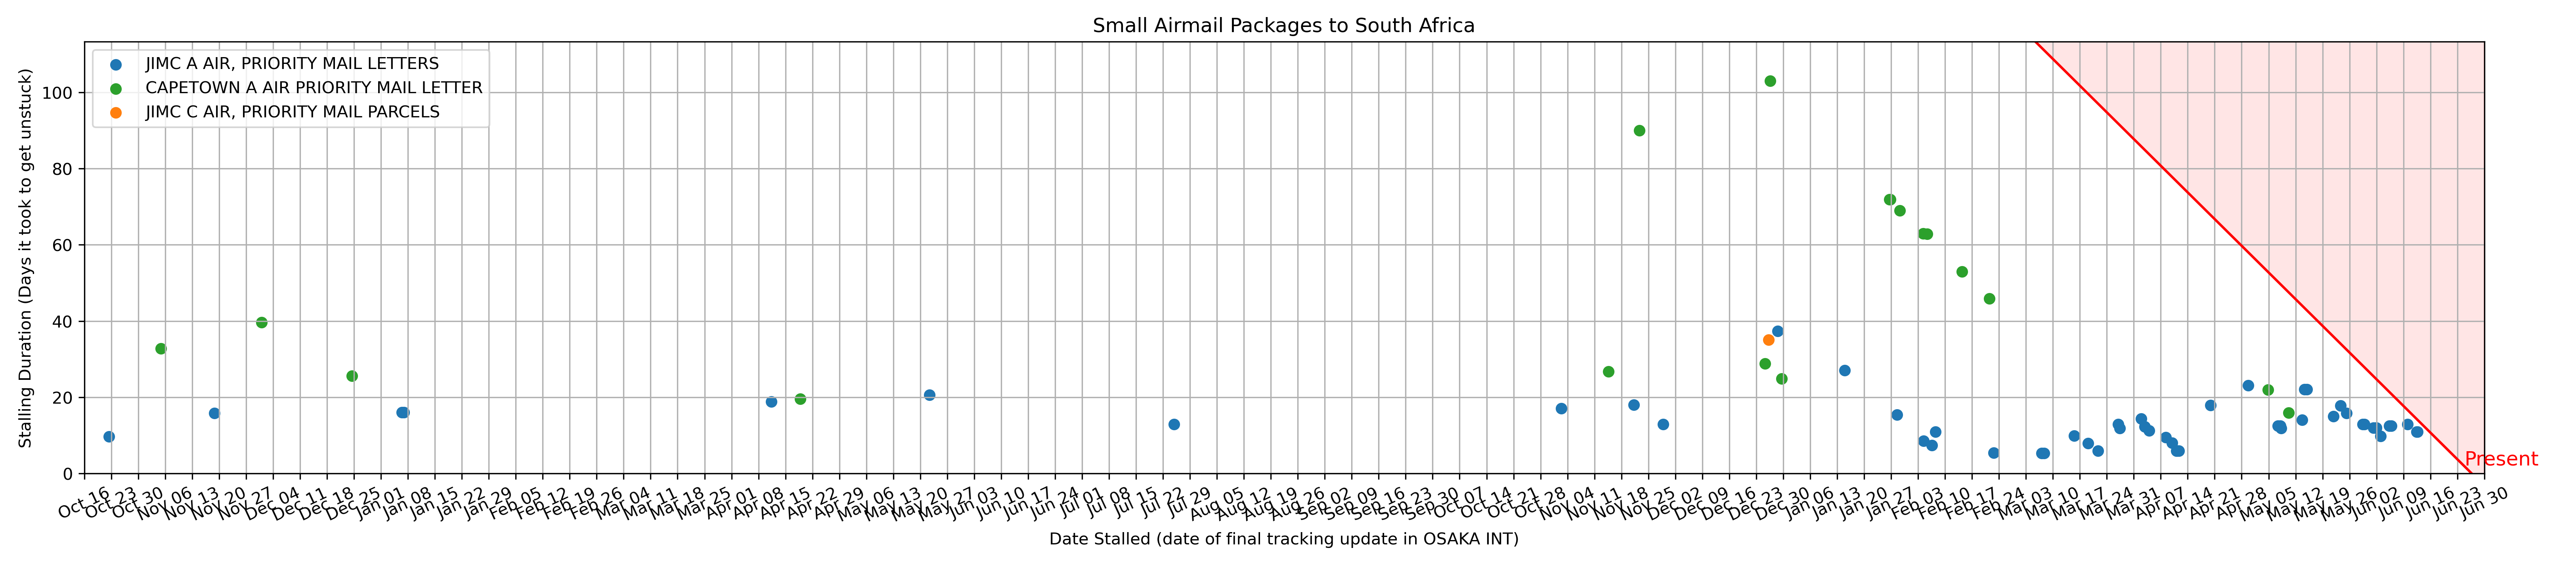 Small Airmail Packages to South Africa
JIMC A AIR, PRIORITY MAIL LETTERS
CAPETOWN A AIR PRIORITY MAIL LETTER
JIMC C AIR, PRIORITY MAIL PARCELS
Stalling Duration (Days it took to get unstuck)
100
80
60
40
20
0
Present
Oct 16 Oct 23 Oct 30 Nov 06 Nov 13 Nov 20 Nov 27 Dec 04 Dec 11 Dec 18 Dec 25 Jan 01 Jan 08 Jan 15 Jan 22 Jan 29 Feb 05 Feb 12 Feb 19 Feb 26 Mar 04 Mar 11 Mar 18 Mar 25 Apr 01 Apr 08 Apr 15 Apr 22 Apr 29 May 06 May 13 May 20 May 27 Jun 03 Jun 10 Jun 17 Jun 24 Jul 01 Jul 08 Jul 15 Jul 22 Jul 29 Aug 05 Aug 12 Aug 19 Aug 26 Sep 02 Sep 09 Sep 16 Sep 23 Sep 30 Oct 07 Oct 14 Oct 21 Oct 28 Nov 04 Nov 11 Nov 18 Nov 25 Dec 02 Dec 09 Dec 16 Dec 23 Dec 30 Jan 06 Jan 13 Jan 20 Jan 27 Feb 03 Feb 10 Feb 17 Feb 24 Mar 03 Mar 10 Mar 17 Mar 24 Mar 31 Apr 07 Apr 14 Apr 21 Apr 28 May 05 May 12 May 19 May 26 Jun 02 Jun 09 Jun 16 Jun 23 Jun 30
Date Stalled (date of final tracking update in OSAKA INT)